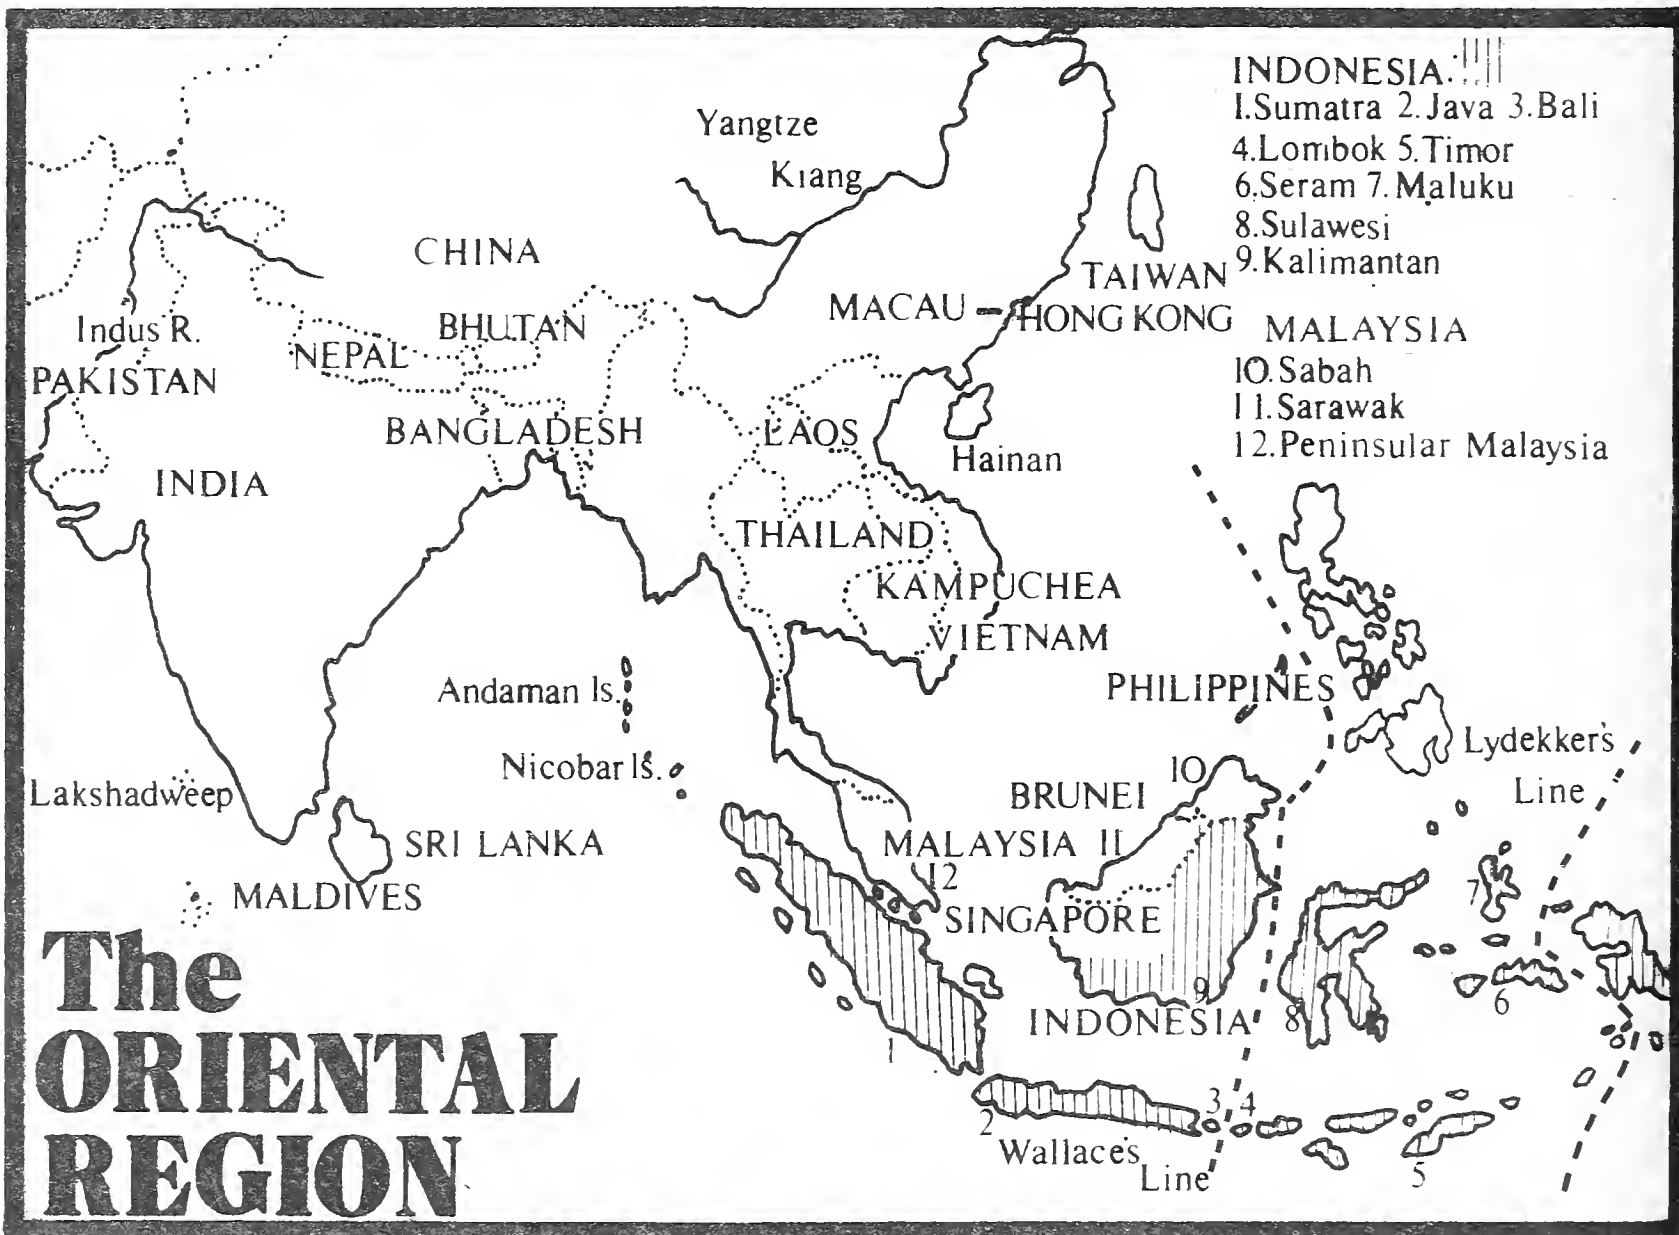 INDONESIA.
1.Sumatra 2.Java 3.Bali
4.Lombok 5.Timor
6.Seram 7.Maluku
8.Sulawesi
9.Kalimantan
MALAYSIA
10.Sabah
11.Sarawak
12.Peninsular Malaysia
Yangtze
Kiang
CHINA
TAIWAN
MACAU
HONG KONG
Indus R.
BHUTAN
NEPAL
PAKISTAN
BANGLADESH
LAOS
Hainan
INDIA
THAILAND
KAMPUCHEA
VIETNAM
Andaman Is.
PHILIPPINES
Lydekker's
Line
Nicobar Is.
Lakshadweep
10
BRUNEI
SRI LANKA
MALAYSIA 11
12
MALDIVES
7
SINGAPORE
9
6
INDONESIA
8
1
3
4
2
Wallace's
Line
5
The
ORIENTAL
REGION